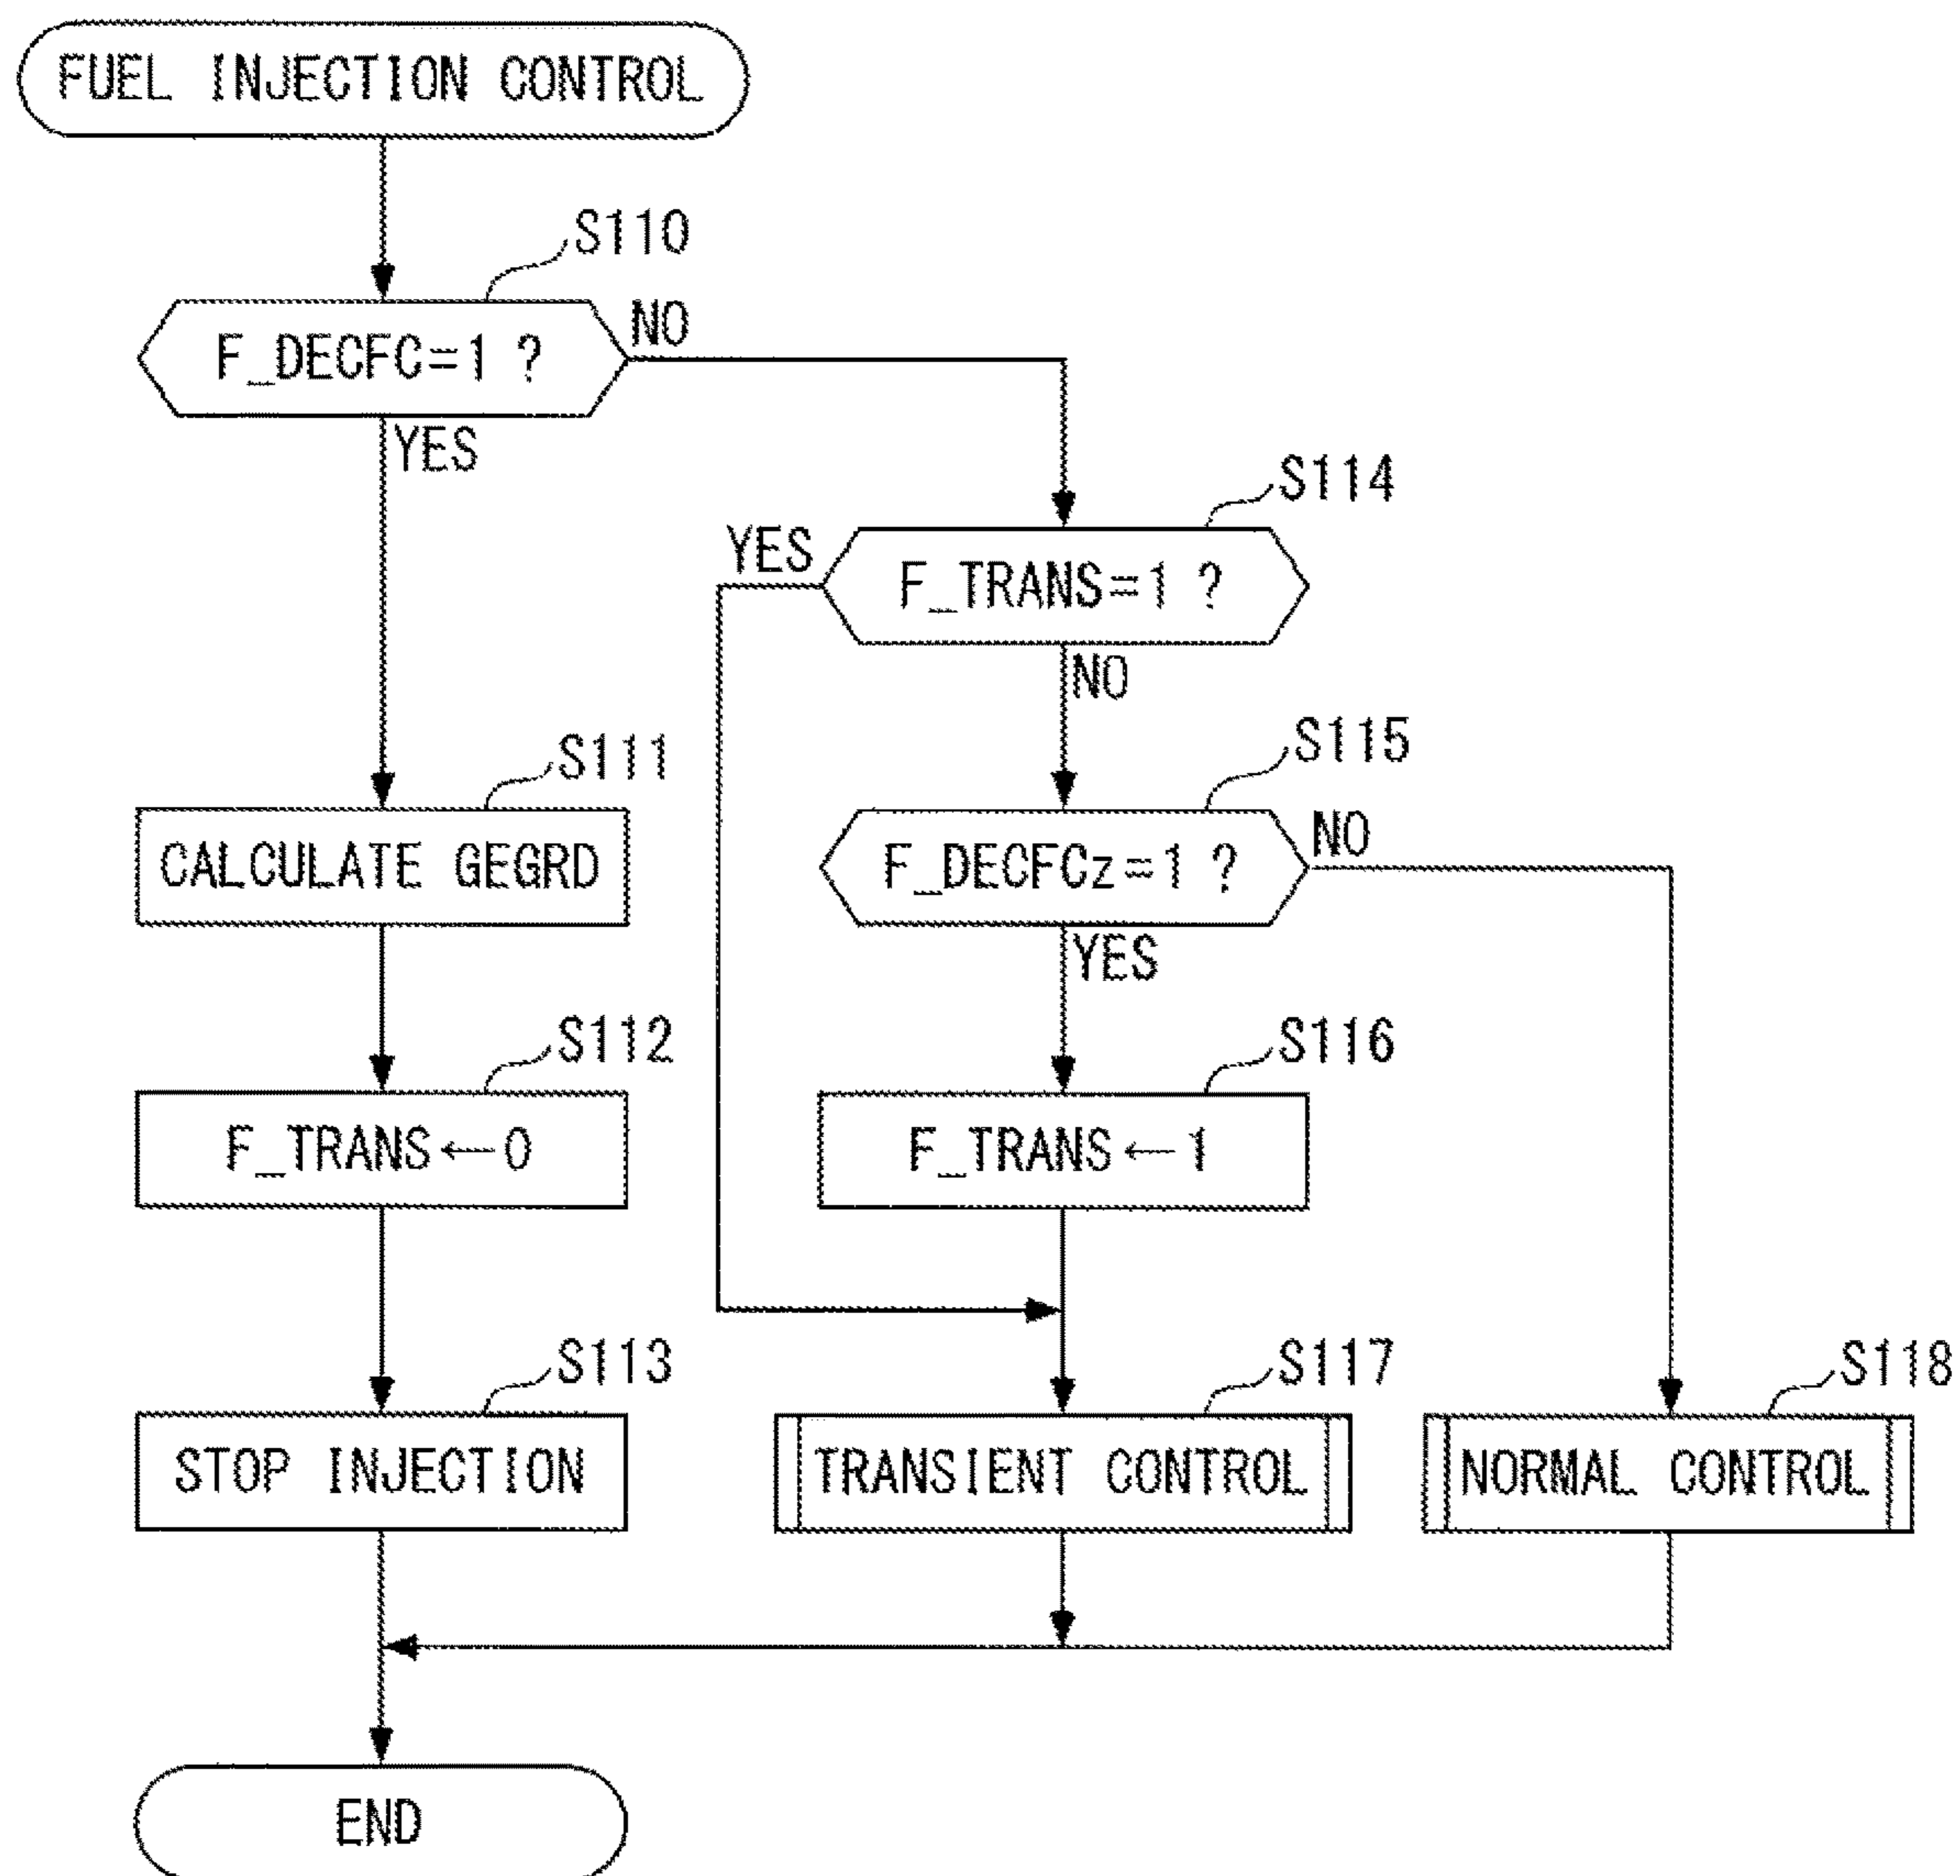 FUEL INJECTION CONTROL
S110
F_DECFC=1 ?
NO
YES
S114
YES
F_TRANS=1 ?
NO
S111
S115
CALCULATE GEGRD
F_DECFCz=1 ?
NO
YES
S112
S116
F_TRANS←0
F_TRANS←1
S113
S117
S118
STOP INJECTION
TRANSIENT CONTROL
NORMAL CONTROL
END